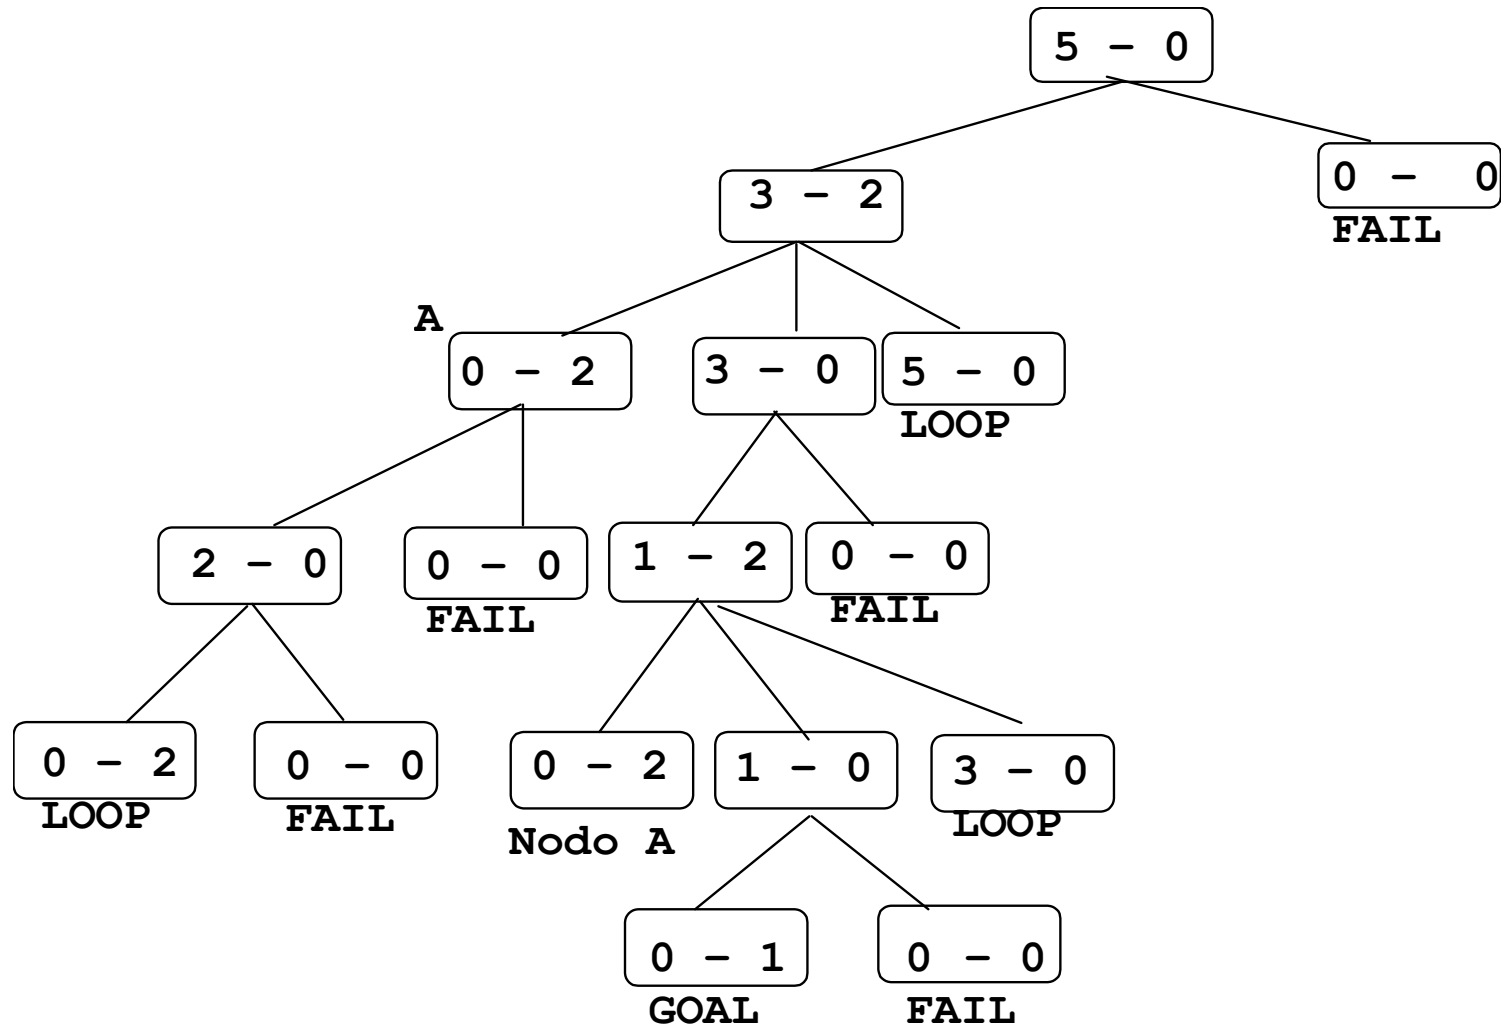 5 – 0
0 – 0
FAIL
3 – 2
A
0 – 2
3 – 0
5 – 0
LOOP
2 – 0
0 – 0
FAIL
1 – 2
0 – 0
FAIL
0 – 2
LOOP
0 – 0
FAIL
0 – 2
Nodo A
1 – 0
3 – 0
LOOP
0 – 1
GOAL
0 – 0
FAIL